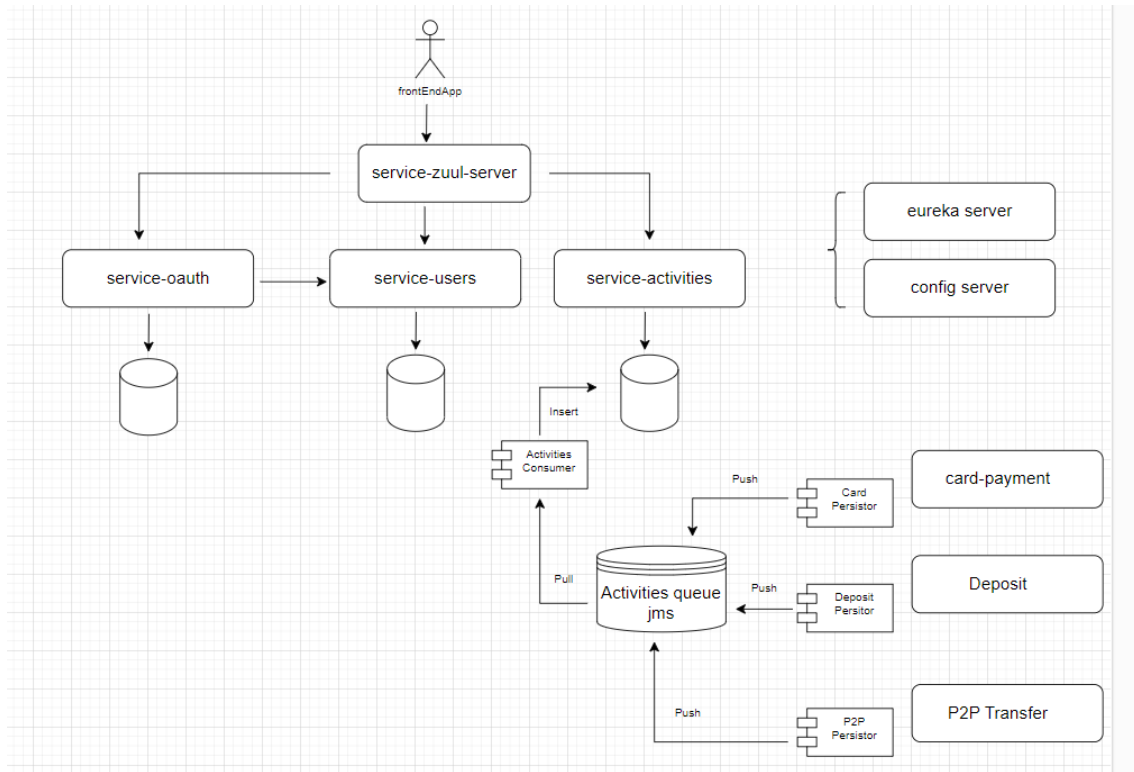 frontEndApp
service-zuul-server
eureka server
service-oauth
service-users
service-activities
config server
Insert
Activities
Consumer
Push
Card
Persistor
card-payment
Pull
Activities queue
jms
Push
Deposit
Persitor
Deposit
Push
P2P
Persistor
P2P Transfer